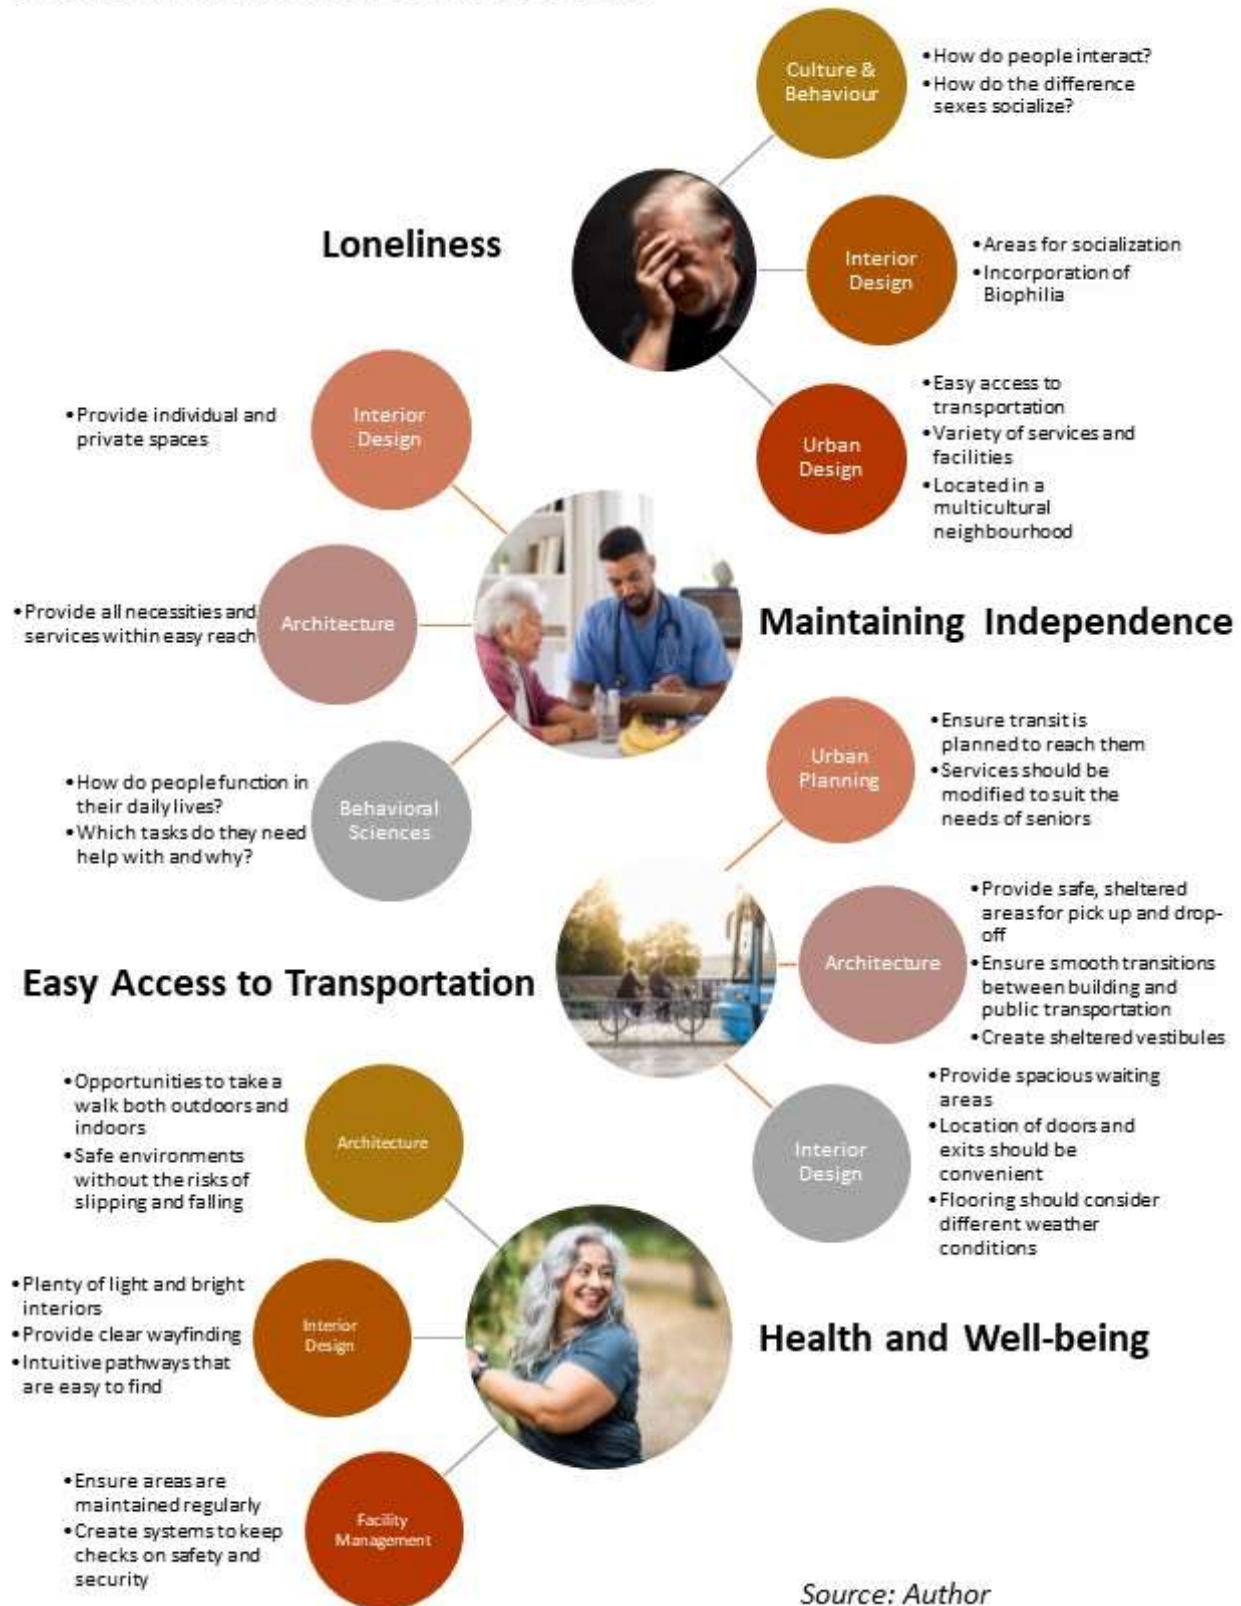 Loneliness
Culture &
Behaviour
•How do people interact?
•How do the difference
sexes socialize?
Interior
Design
•Areas for socialization
•Incorporation of
Biophilia
Urban
Design
•Easy access to
transportation
•Variety of services and
facilities
•Located in a
multicultural
neighbourhood
Maintaining Independence
Interior
Design
•Provide individual and
private spaces
Architecture
•Provide all necessities and
services within easy reach
Behavioral
Sciences
•How do people function in
their daily lives?
•Which tasks do they need
help with and why?
Easy Access to Transportation
Urban
Planning
•Ensure transit is
planned to reach them
•Services should be
modified to suit the
needs of seniors
Architecture
•Provide safe, sheltered
areas for pick up and drop-
off
•Ensure smooth transitions
between building and
public transportation
•Create sheltered vestibules
Interior
Design
•Provide spacious waiting
areas
•Location of doors and
exits should be
convenient
•Flooring should consider
different weather
conditions
Health and Well-being
Architecture
•Opportunities to take a
walk both outdoors and
indoors
•Safe environments
without the risks of
slipping and falling
Interior
Design
•Plenty of light and bright
interiors
•Provide clear wayfinding
•Intuitive pathways that
are easy to find
Facility
Management
•Ensure areas are
maintained regularly
•Create systems to keep
checks on safety and
security
Source: Author